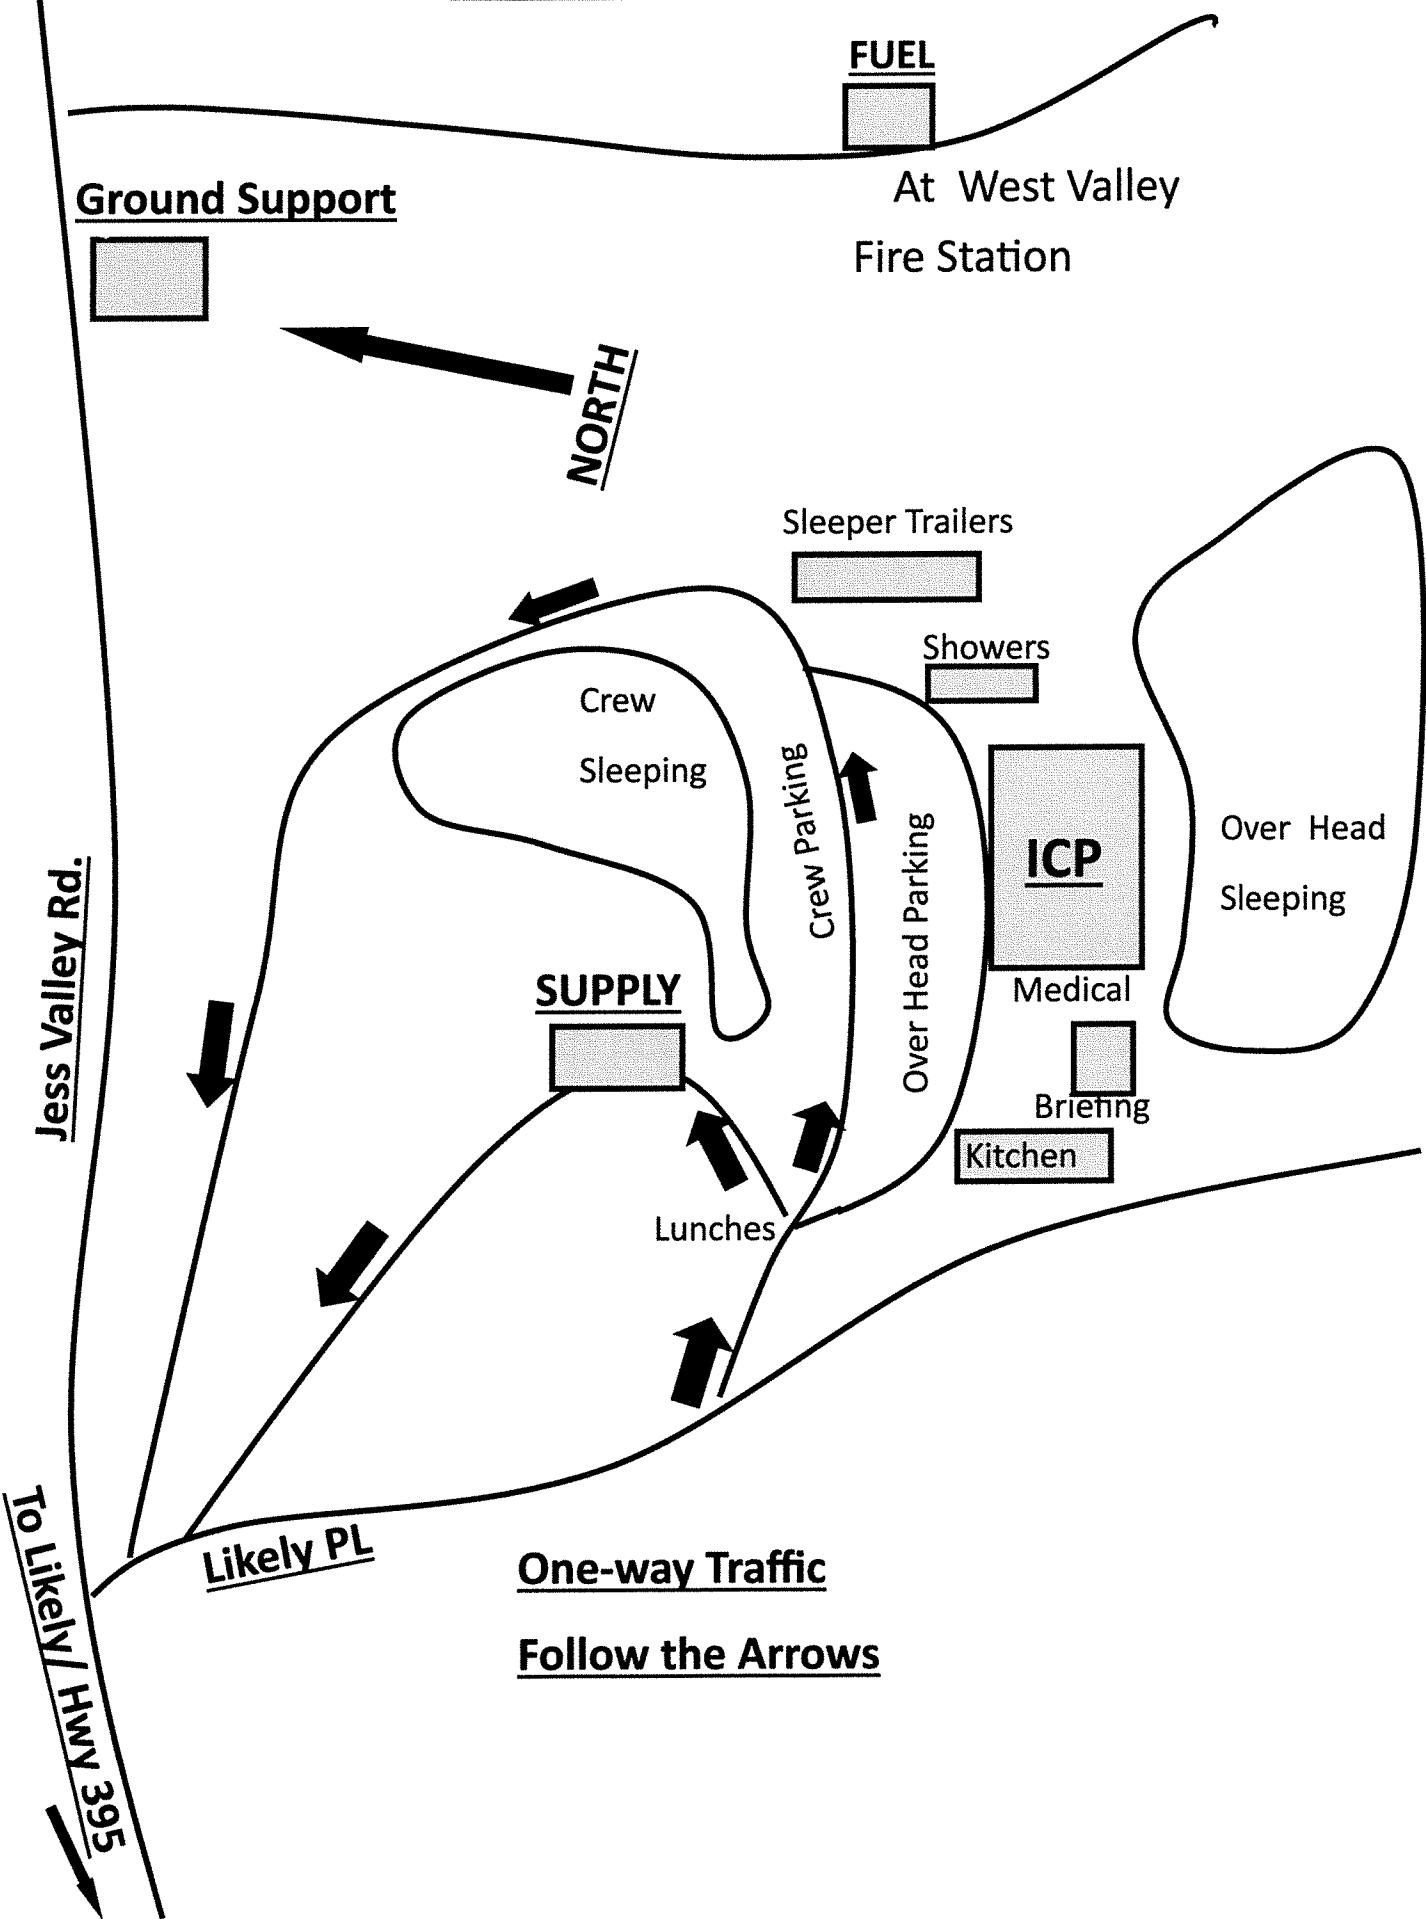 FUEL
At West Valley
Fire Station
Ground Support
NORTH
Sleeper Trailers
Showers
Crew
Sleeping
Crew Parking
Over Head Parking
ICP
Over Head
Sleeping
Jess Valley Rd.
SUPPLY
Medical
Briefing
Kitchen
Lunches
To Likely/ Hwy 395
Likely PL
One-way Traffic
Follow the Arrows